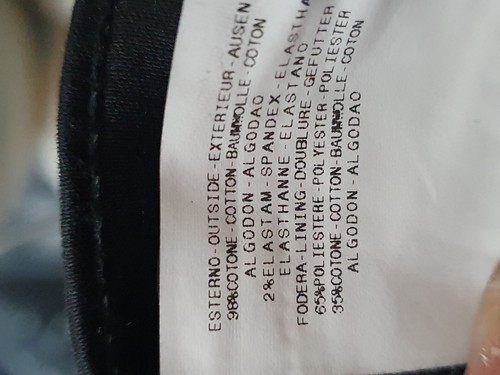 ESTERNO-OUTSIDE-EXTERIEUR-AUSEN
98%COTONE-COTTON-BAUMWOLLE-COTON
ALGODON-ALGODAO
2%ELASTAM-SPANDEX-ELASTHA
ELASTHANNE-ELASTANO
FODERA-LINING-DOUBLURE-GEFUTTER
65%POLIESTERE-POLYESTER-POLIESTER
35%COTONE-COTTON-BAUMWOLLE-COTON
ALGODON-ALGODAO